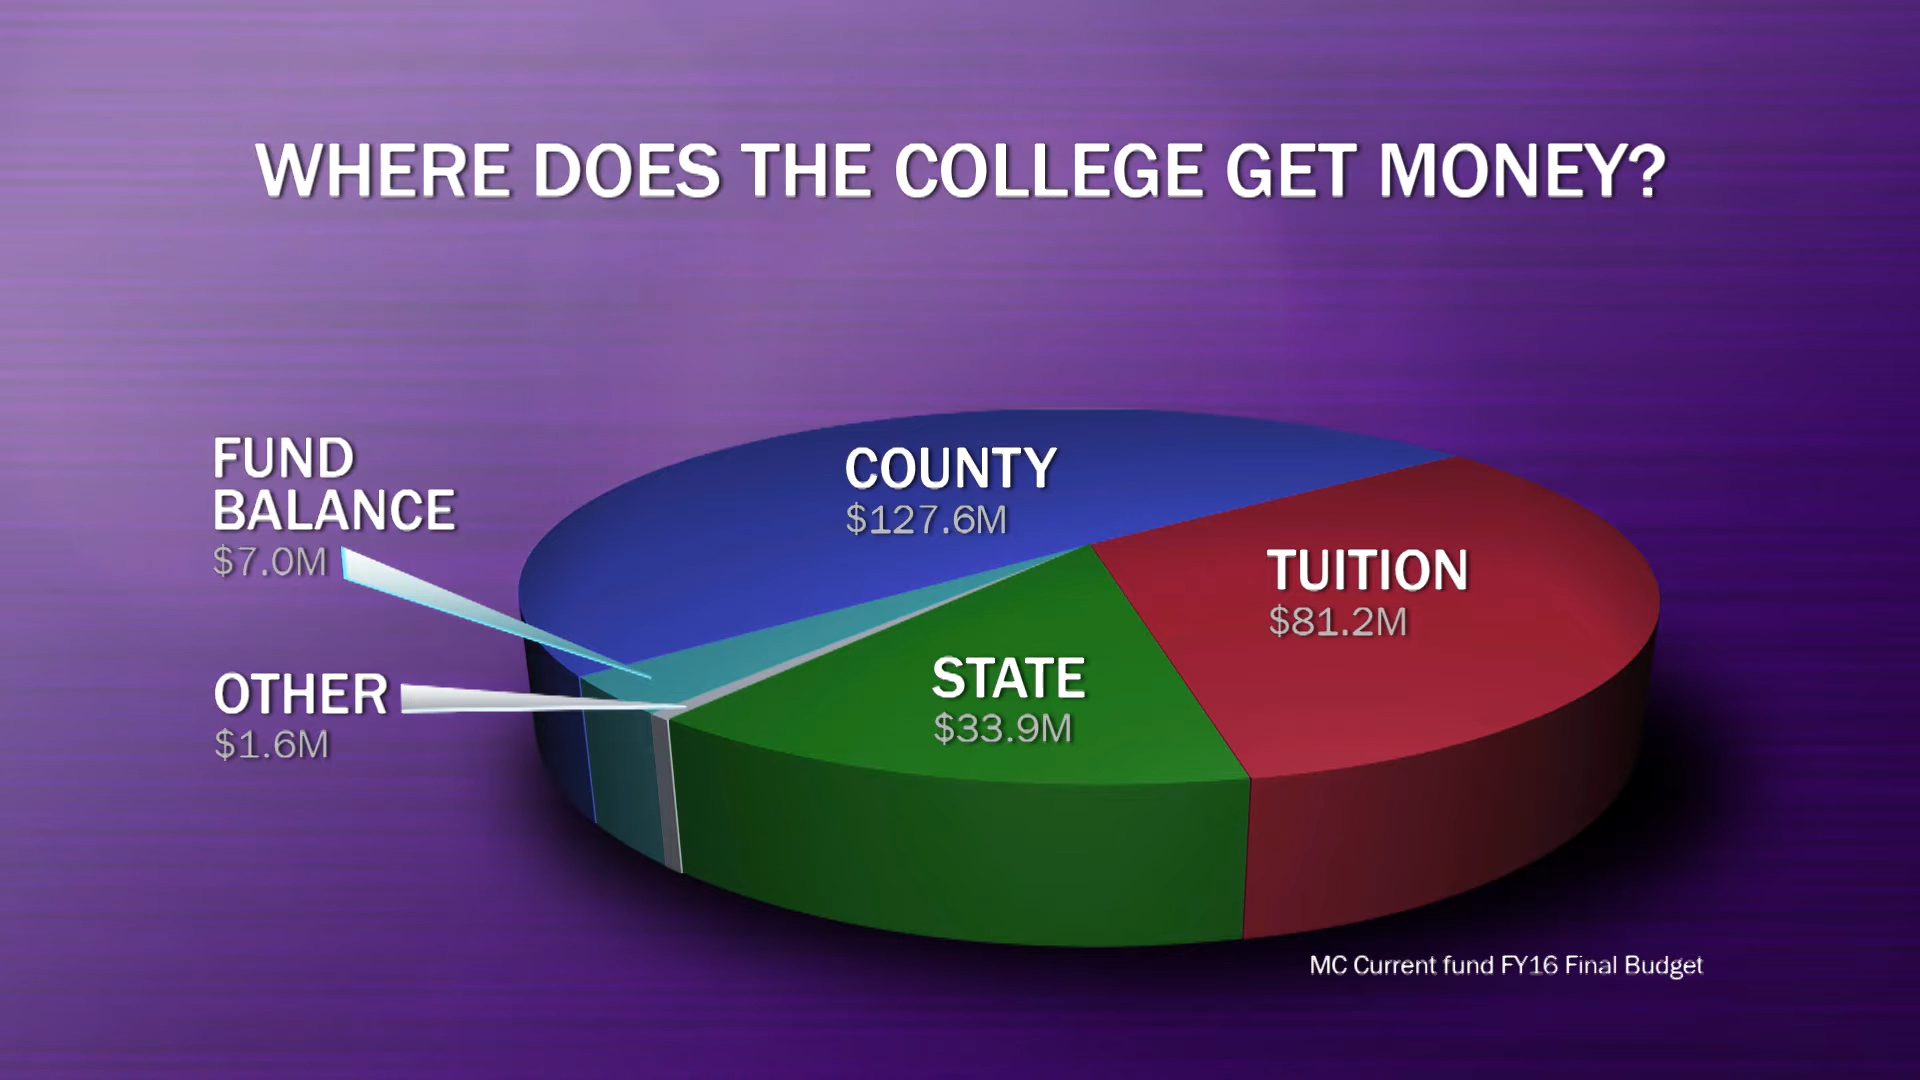 WHERE DOES THE COLLEGE GET MONEY?
FUND
BALANCE
$7.0M
OTHER
$1.6M
COUNTY
$127.6M
TUITION
$81.2M
STATE
$33.9M
MC Current fund FY16 Final Budget